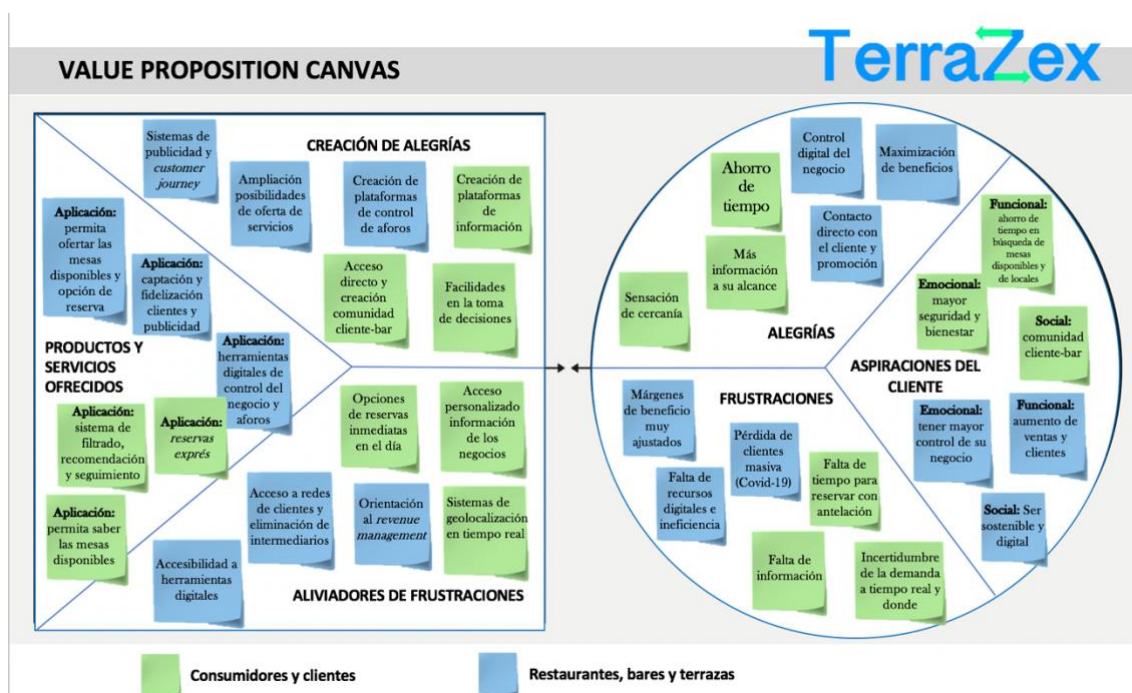 TerraZex
VALUE PROPOSITION CANVAS
CREACIÓN DE ALEGRÍAS
Sistemas de
publicidad y
customer
journey
Ampliación
posibilidades
de oferta de
servicios
Creación de
plataformas
de control
de aforos
Creación de
plataformas
de
información
Acceso
directo y
creación
comunidad
cliente-bar
Facilidades
en la toma
de
decisiones
Aplicación:
permita
ofertar las
mesas
disponibles y
opción de
reserva
Aplicación:
captación y
fidelización
clientes y
publicidad
PRODUCTOS Y
SERVICIOS
OFRECIDOS
Aplicación:
herramientas
digitales de
control del
negocio y
aforos
Aplicación:
sistema de
filtrado,
recomendación
y seguimiento
Aplicación:
reservas
exprés
Aplicación:
permita saber
las mesas
disponibles
Opciones de
reservas
inmediatas
en el día
Acceso
personalizado
información
de los
negocios
Acceso a redes
de clientes y
eliminación de
intermediarios
Orientación
al revenue
management
Sistemas de
geolocalización
en tiempo real
Accesibilidad a
herramientas
digitales
ALIVIADORES DE FRUSTRACIONES
Ahorro
de
tiempo
Control
digital del
negocio
Maximización
de beneficios
Contacto
directo con
el cliente y
promoción
Más
información
a su alcance
Sensación
de cercanía
ALEGRÍAS
Funcional:
ahorro de
tiempo en
búsqueda de
mesas
disponibles y
de locales
Emocional:
mayor
seguridad y
bienestar
Social:
comunidad
cliente-bar
ASPIRACIONES DEL
CLIENTE
Emocional:
tener mayor
control de su
negocio
Funcional:
aumento de
ventas y
clientes
Social: Ser
sostenible y
digital
FRUSTRACIONES
Márgenes
de beneficio
muy
ajustados
Pérdida de
clientes
masiva
(Covid-19)
Falta de
recursos
digitales e
ineficiencia
Falta de
tiempo para
reservar con
antelación
Falta de
información
Incertidumbre
de la demanda
a tiempo real y
donde
Consumidores y clientes
Restaurantes, bares y terrazas